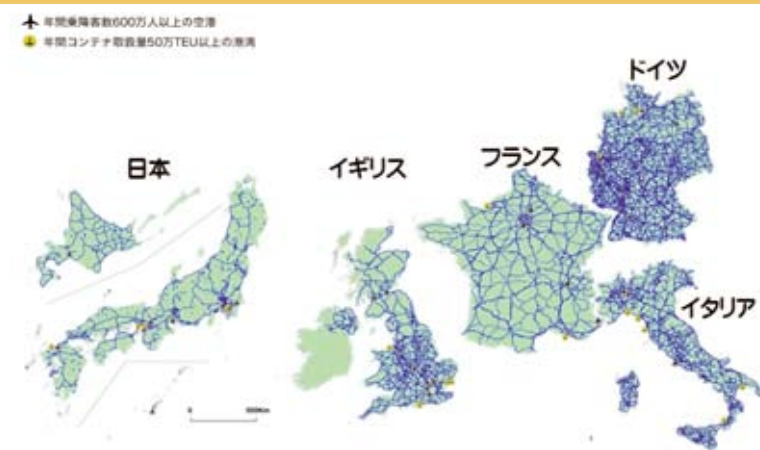 年間乗降客数600万人以上の空港
年間コンテナ取扱量50万TEU以上の港湾
ドイツ
日本
イギリス
フランス
イタリア
0
500Km